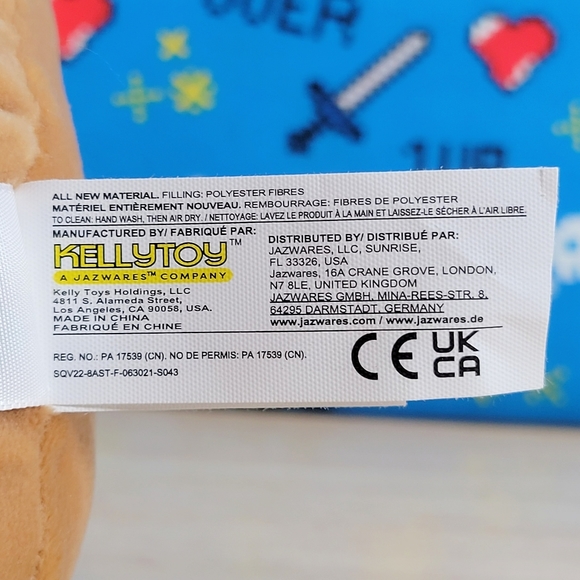 ALL NEW MATERIAL. FILLING: POLYESTER FIBRES
MATÉRIEL ENTIÈREMENT NOUVEAU. REMBOURRAGE: FIBRES DE POLYESTER
TO CLEAN: HAND WASH, THEN AIR DRY. / NETTOYAGE: LAVEZ LE PRODUIT À LA MAIN ET LAISSEZ-LE SÉCHER À L'AIR LIBRE.
MANUFACTURED BY/ FABRIQUÉ PAR:
KELLYTOY™
A JAZWARES™ COMPANY
Kelly Toys Holdings, LLC
4811 S. Alameda Street,
Los Angeles, CA 90058, USA.
MADE IN CHINA
FABRIQUÉ EN CHINE
DISTRIBUTED BY/ DISTRIBUÉ PAR:
JAZWARES, LLC, SUNRISE,
FL 33326, USA
Jazwares, 16A CRANE GROVE, LONDON,
N7 8LE, UNITED KINGDOM
JAZWARES GMBH, MINA-REES-STR. 8,
64295 DARMSTADT, GERMANY
www.jazwares.com / www.jazwares.de
REG. NO.: PA 17539 (CN). NO DE PERMIS: PA 17539 (CN).
SQV22-8AST-F-063021-S043
CE
UK
CA
1UP